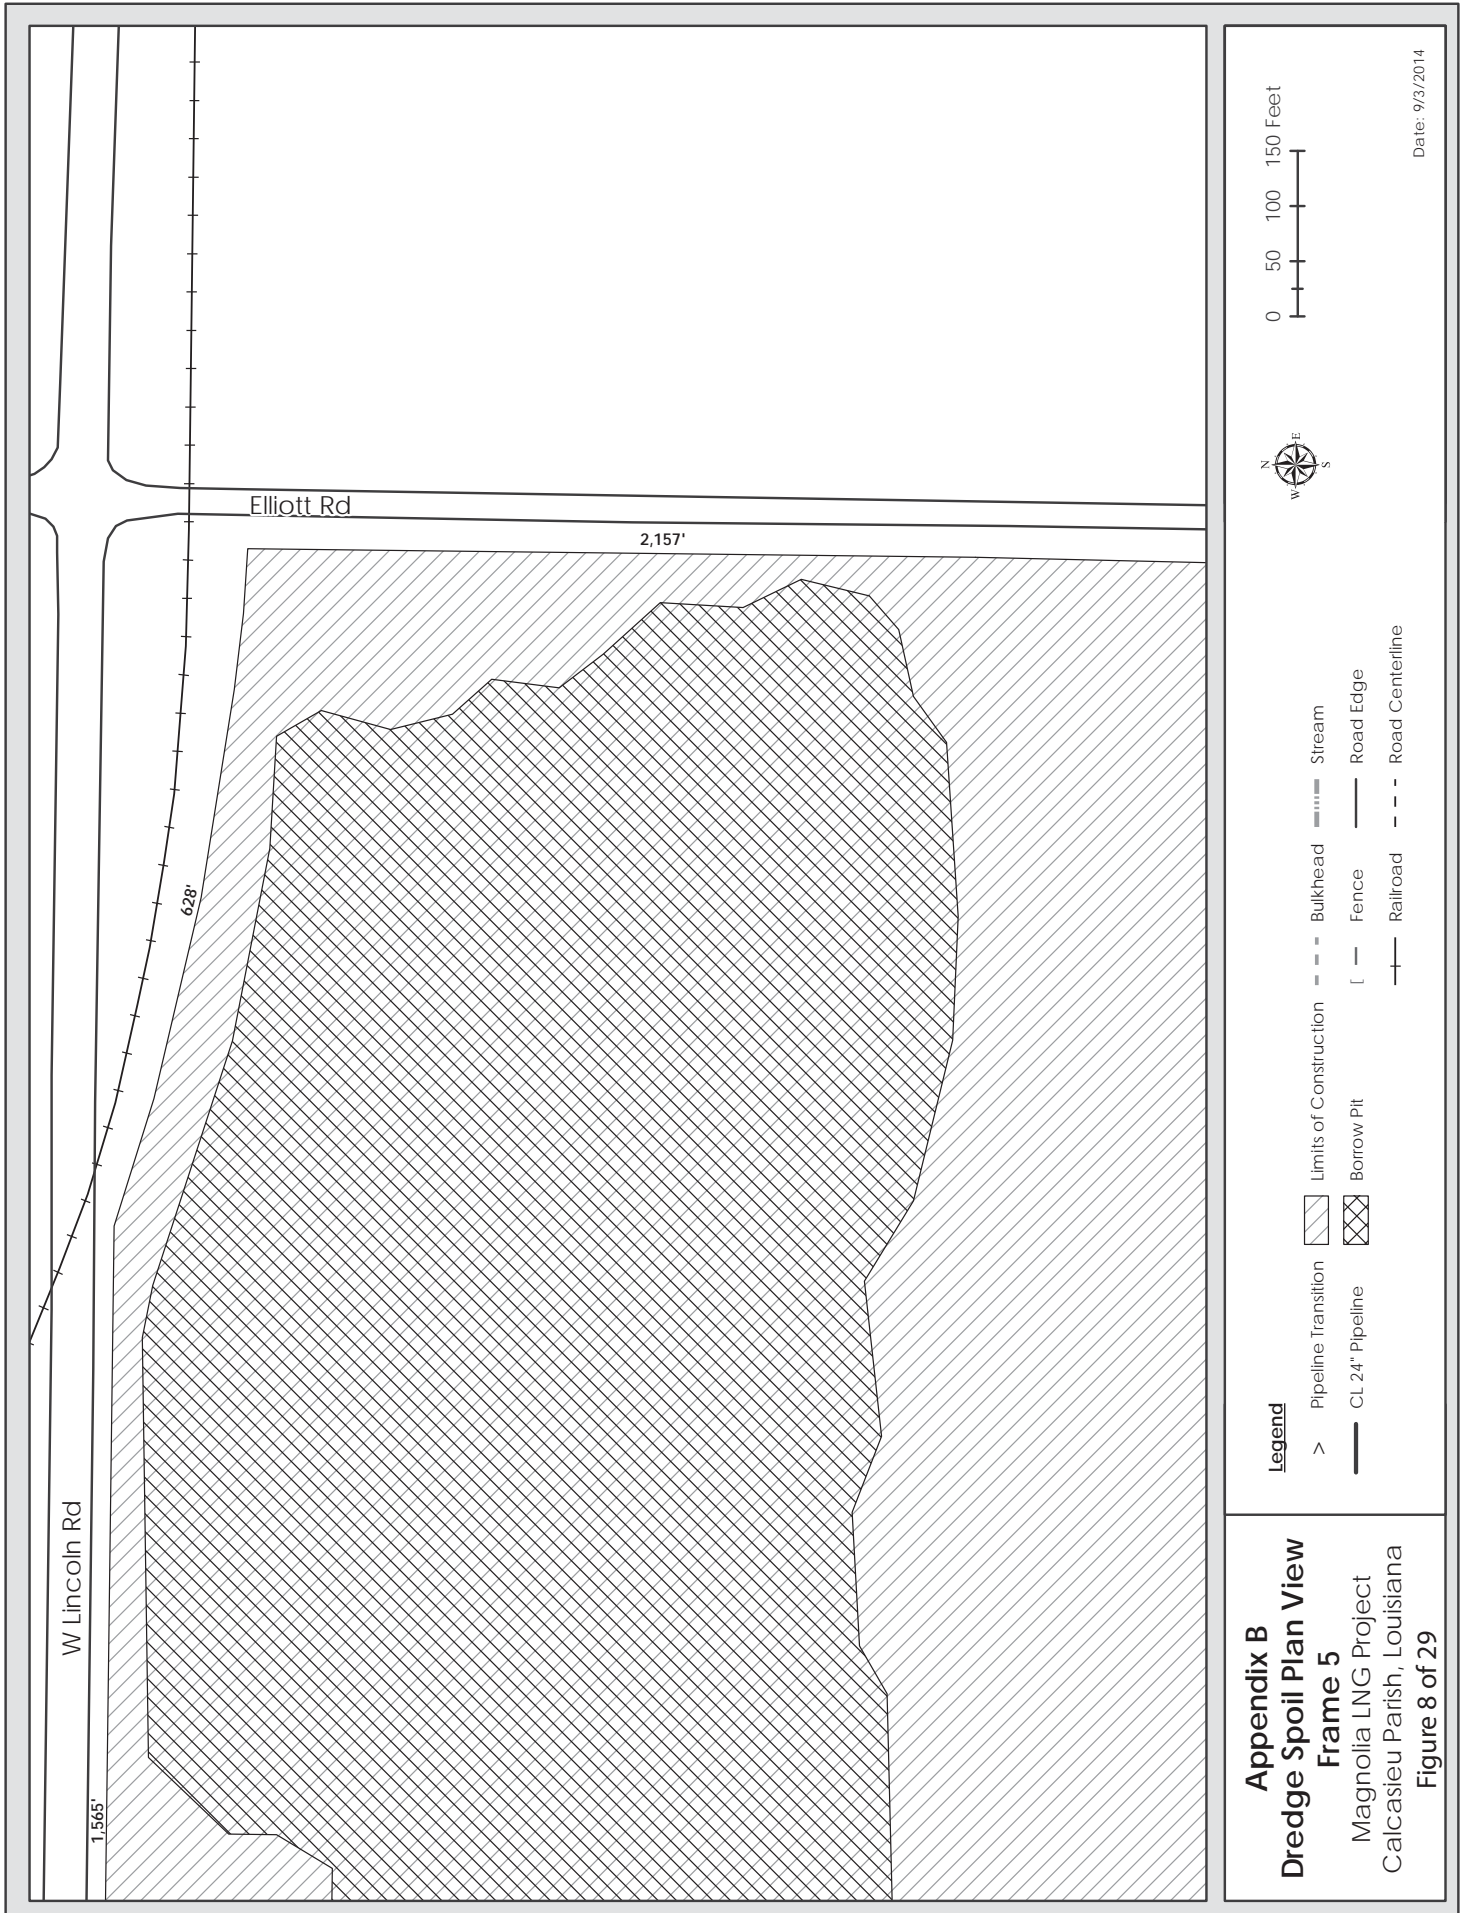 W Lincoln Rd
Elliott Rd
1,565'
628'
2,157'
Appendix B
Dredge Spoil Plan View
Frame 5
Magnolia LNG Project
Calcasieu Parish, Louisiana
Figure 8 of 29
Legend
> Pipeline Transition
CL 24" Pipeline
Limits of Construction
Borrow Pit
Bulkhead
[ Fence
Railroad
Stream
Road Edge
Road Centerline
N
W E
S
0 50 100 150 Feet
Date: 9/3/2014